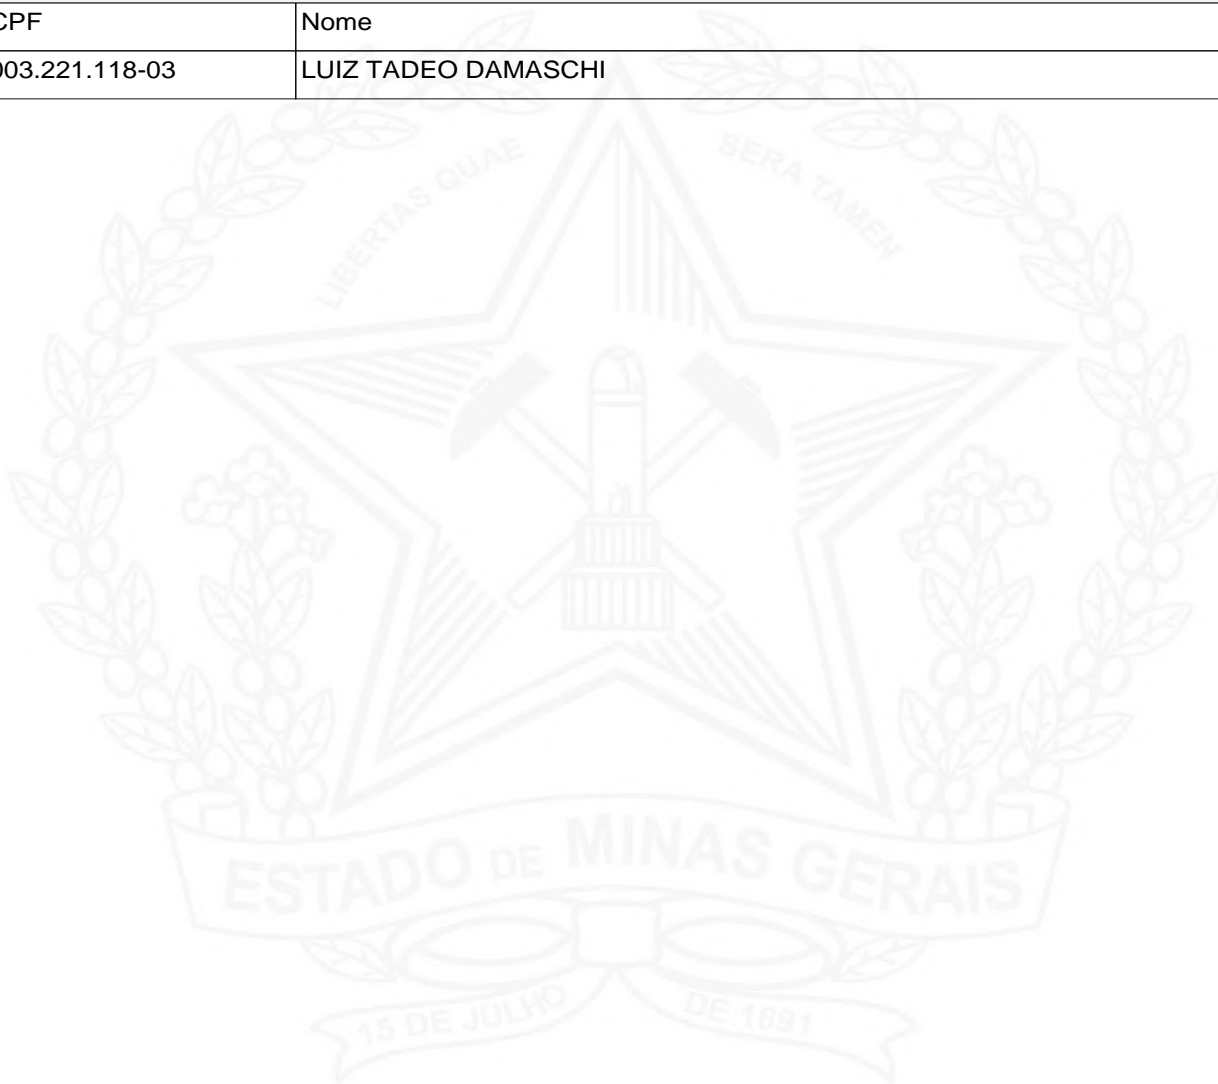 CPF Nome
003.221.118-03 LUIZ TADEO DAMASCHI
LIBERTAS QUAE SERA TAMEN
ESTADO DE MINAS GERAIS
15 DE JULHO DE 1891